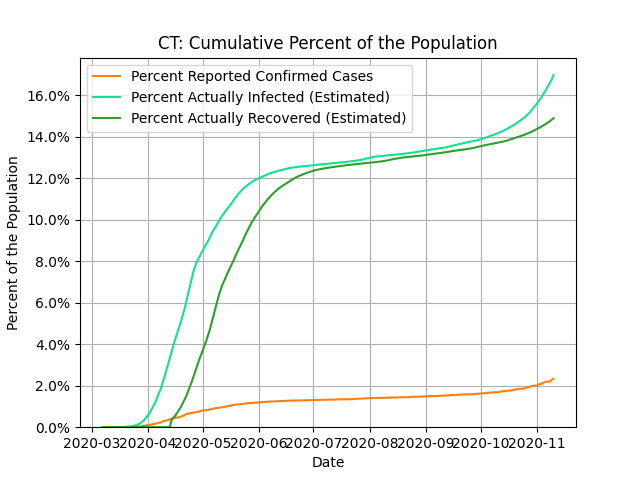 CT: Cumulative Percent of the Population
Percent Reported Confirmed Cases
Percent Actually Infected (Estimated)
Percent Actually Recovered (Estimated)
Percent of the Population
16.0%
14.0%
12.0%
10.0%
8.0%
6.0%
4.0%
2.0%
0.0%
2020-03 2020-04 2020-05 2020-06 2020-07 2020-08 2020-09 2020-10 2020-11
Date